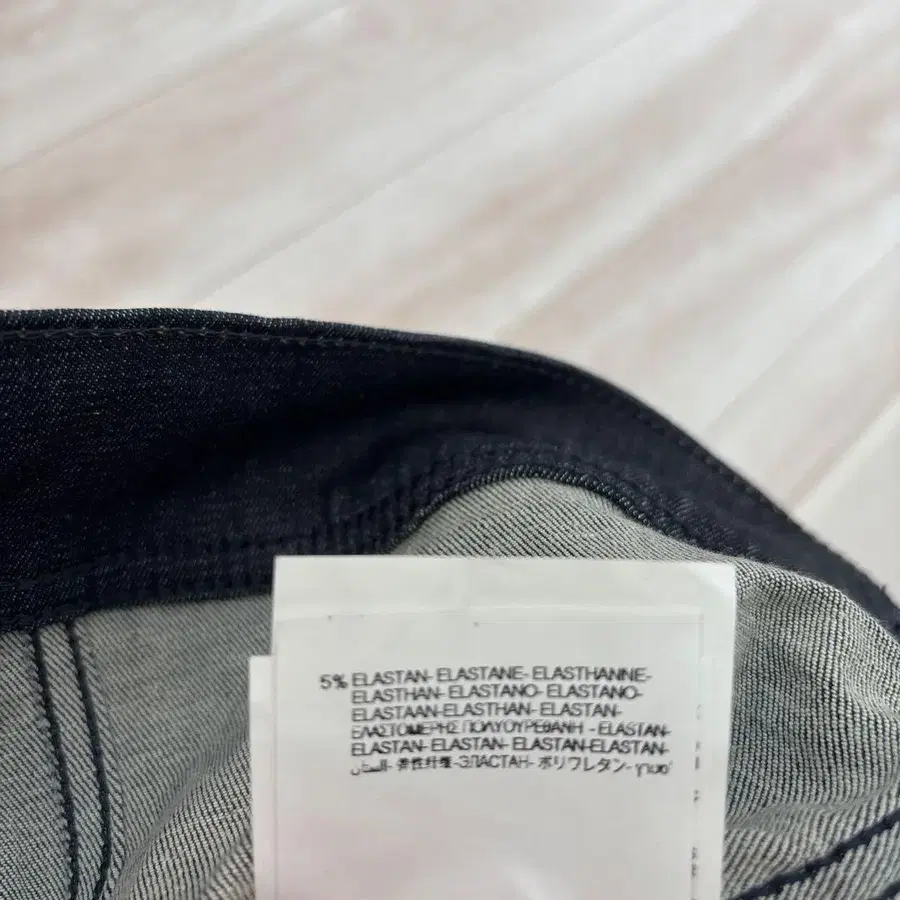 5% ELASTAN- ELASTANE- ELASTHANNE-
ELASTHAN- ELASTANO- ELASTANO-
ELASTAAN-ELASTHAN- ELASTAN-
ΕΛΑΣΤΟΜΕΡΗΣ ΠΟΛΥΟΥΡΕΘΑΝΗ - ELASTAN-
ELASTAN- ELASTAN- ELASTAN-ELASTAN-
弹性纤维-ЭЛАСТАН- ポリウレタン-